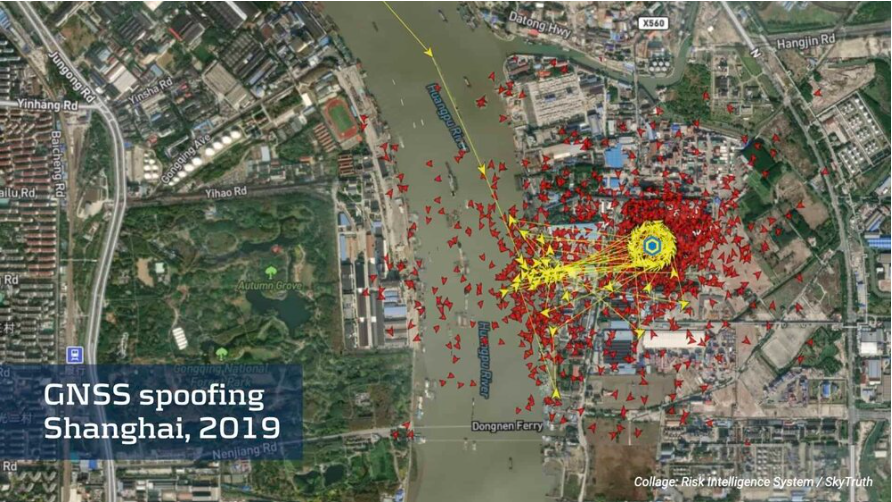 Datong Hwy
X560
N
Hangjin Rd
Jungong Rd
Yinsha Rd
Yinhang Rd
Baicheng Rd
Gongqing Ave
Huangpu River
ailu.Rd
Yihao Rd
Rd
Autumn Grove
Huangpu River
Gongqing National
Forest Park
GNSS spoofing
Shanghai, 2019
Dongnen Ferry
Nenjiang Rd
Rd
Collage: Risk Intelligence System / SkyTruth